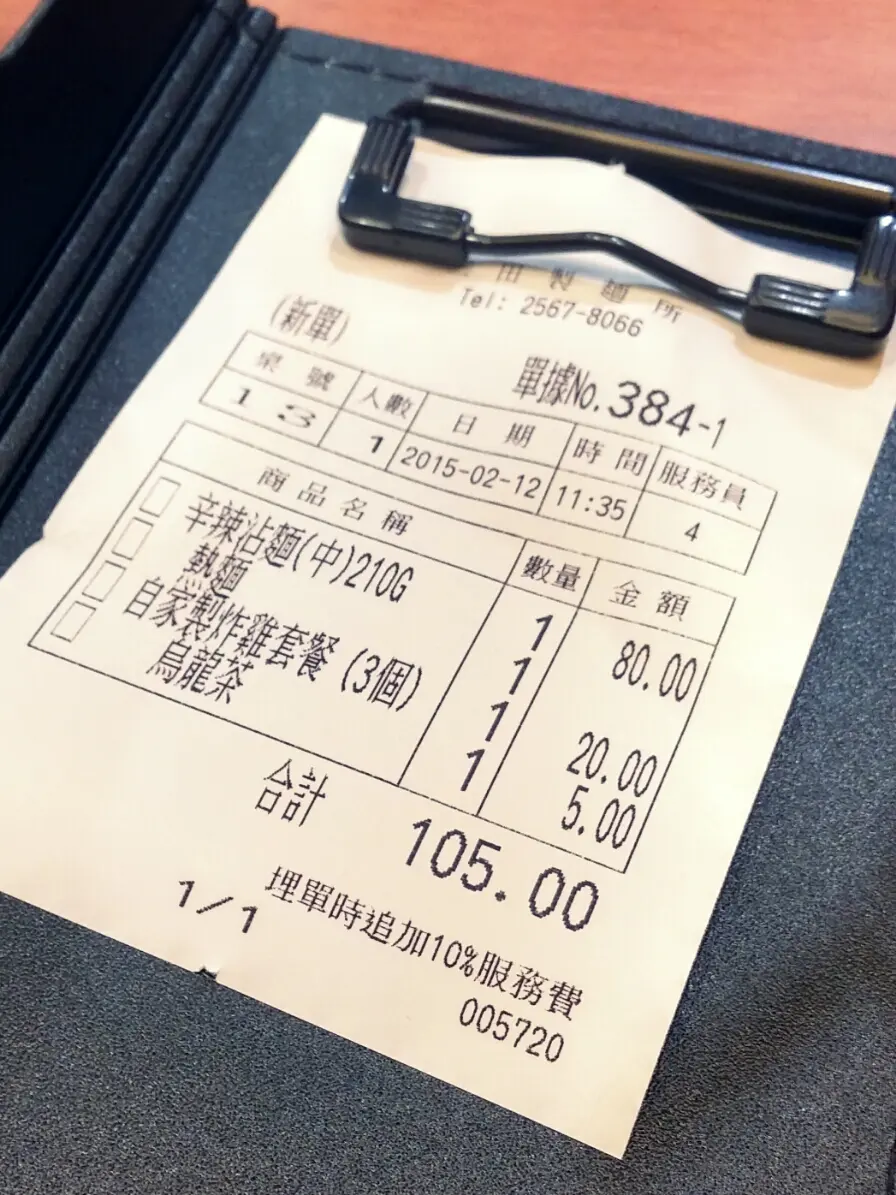 田製麵所
Tel: 2567-8066
(新單)
單據No.384-1
桌號 人數 日期 時間 服務員
13 1 2015-02-12 11:35 4
商品名稱 數量 金額
辛辣沾麵(中)210G 1 80.00
熱麵 1
自家製炸雞套餐 (3個) 1 20.00
烏龍茶 1 5.00
合計 105.00
埋單時追加10%服務費
1/1
005720